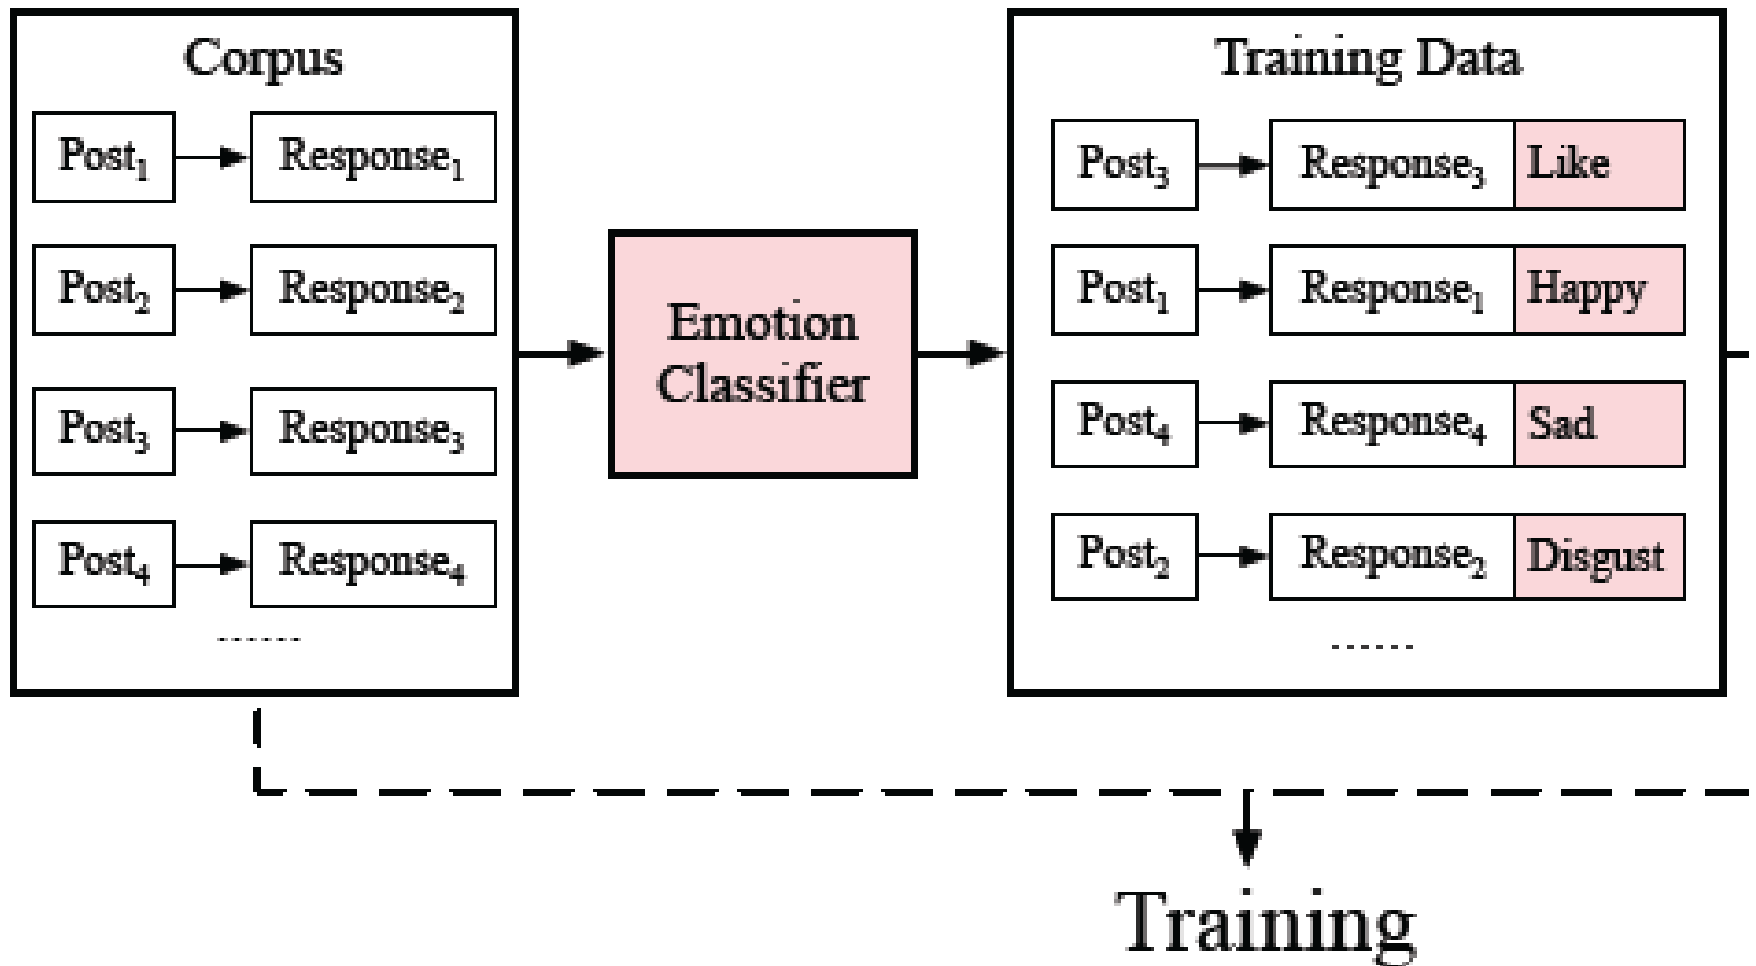 Corpus
Post₁ Response₁
Post₂ Response₂
Post₃ Response₃
Post₄ Response₄
......
Emotion
Classifier
Training Data
Post₃ Response₃ Like
Post₁ Response₁ Happy
Post₄ Response₄ Sad
Post₂ Response₂ Disgust
......
Training